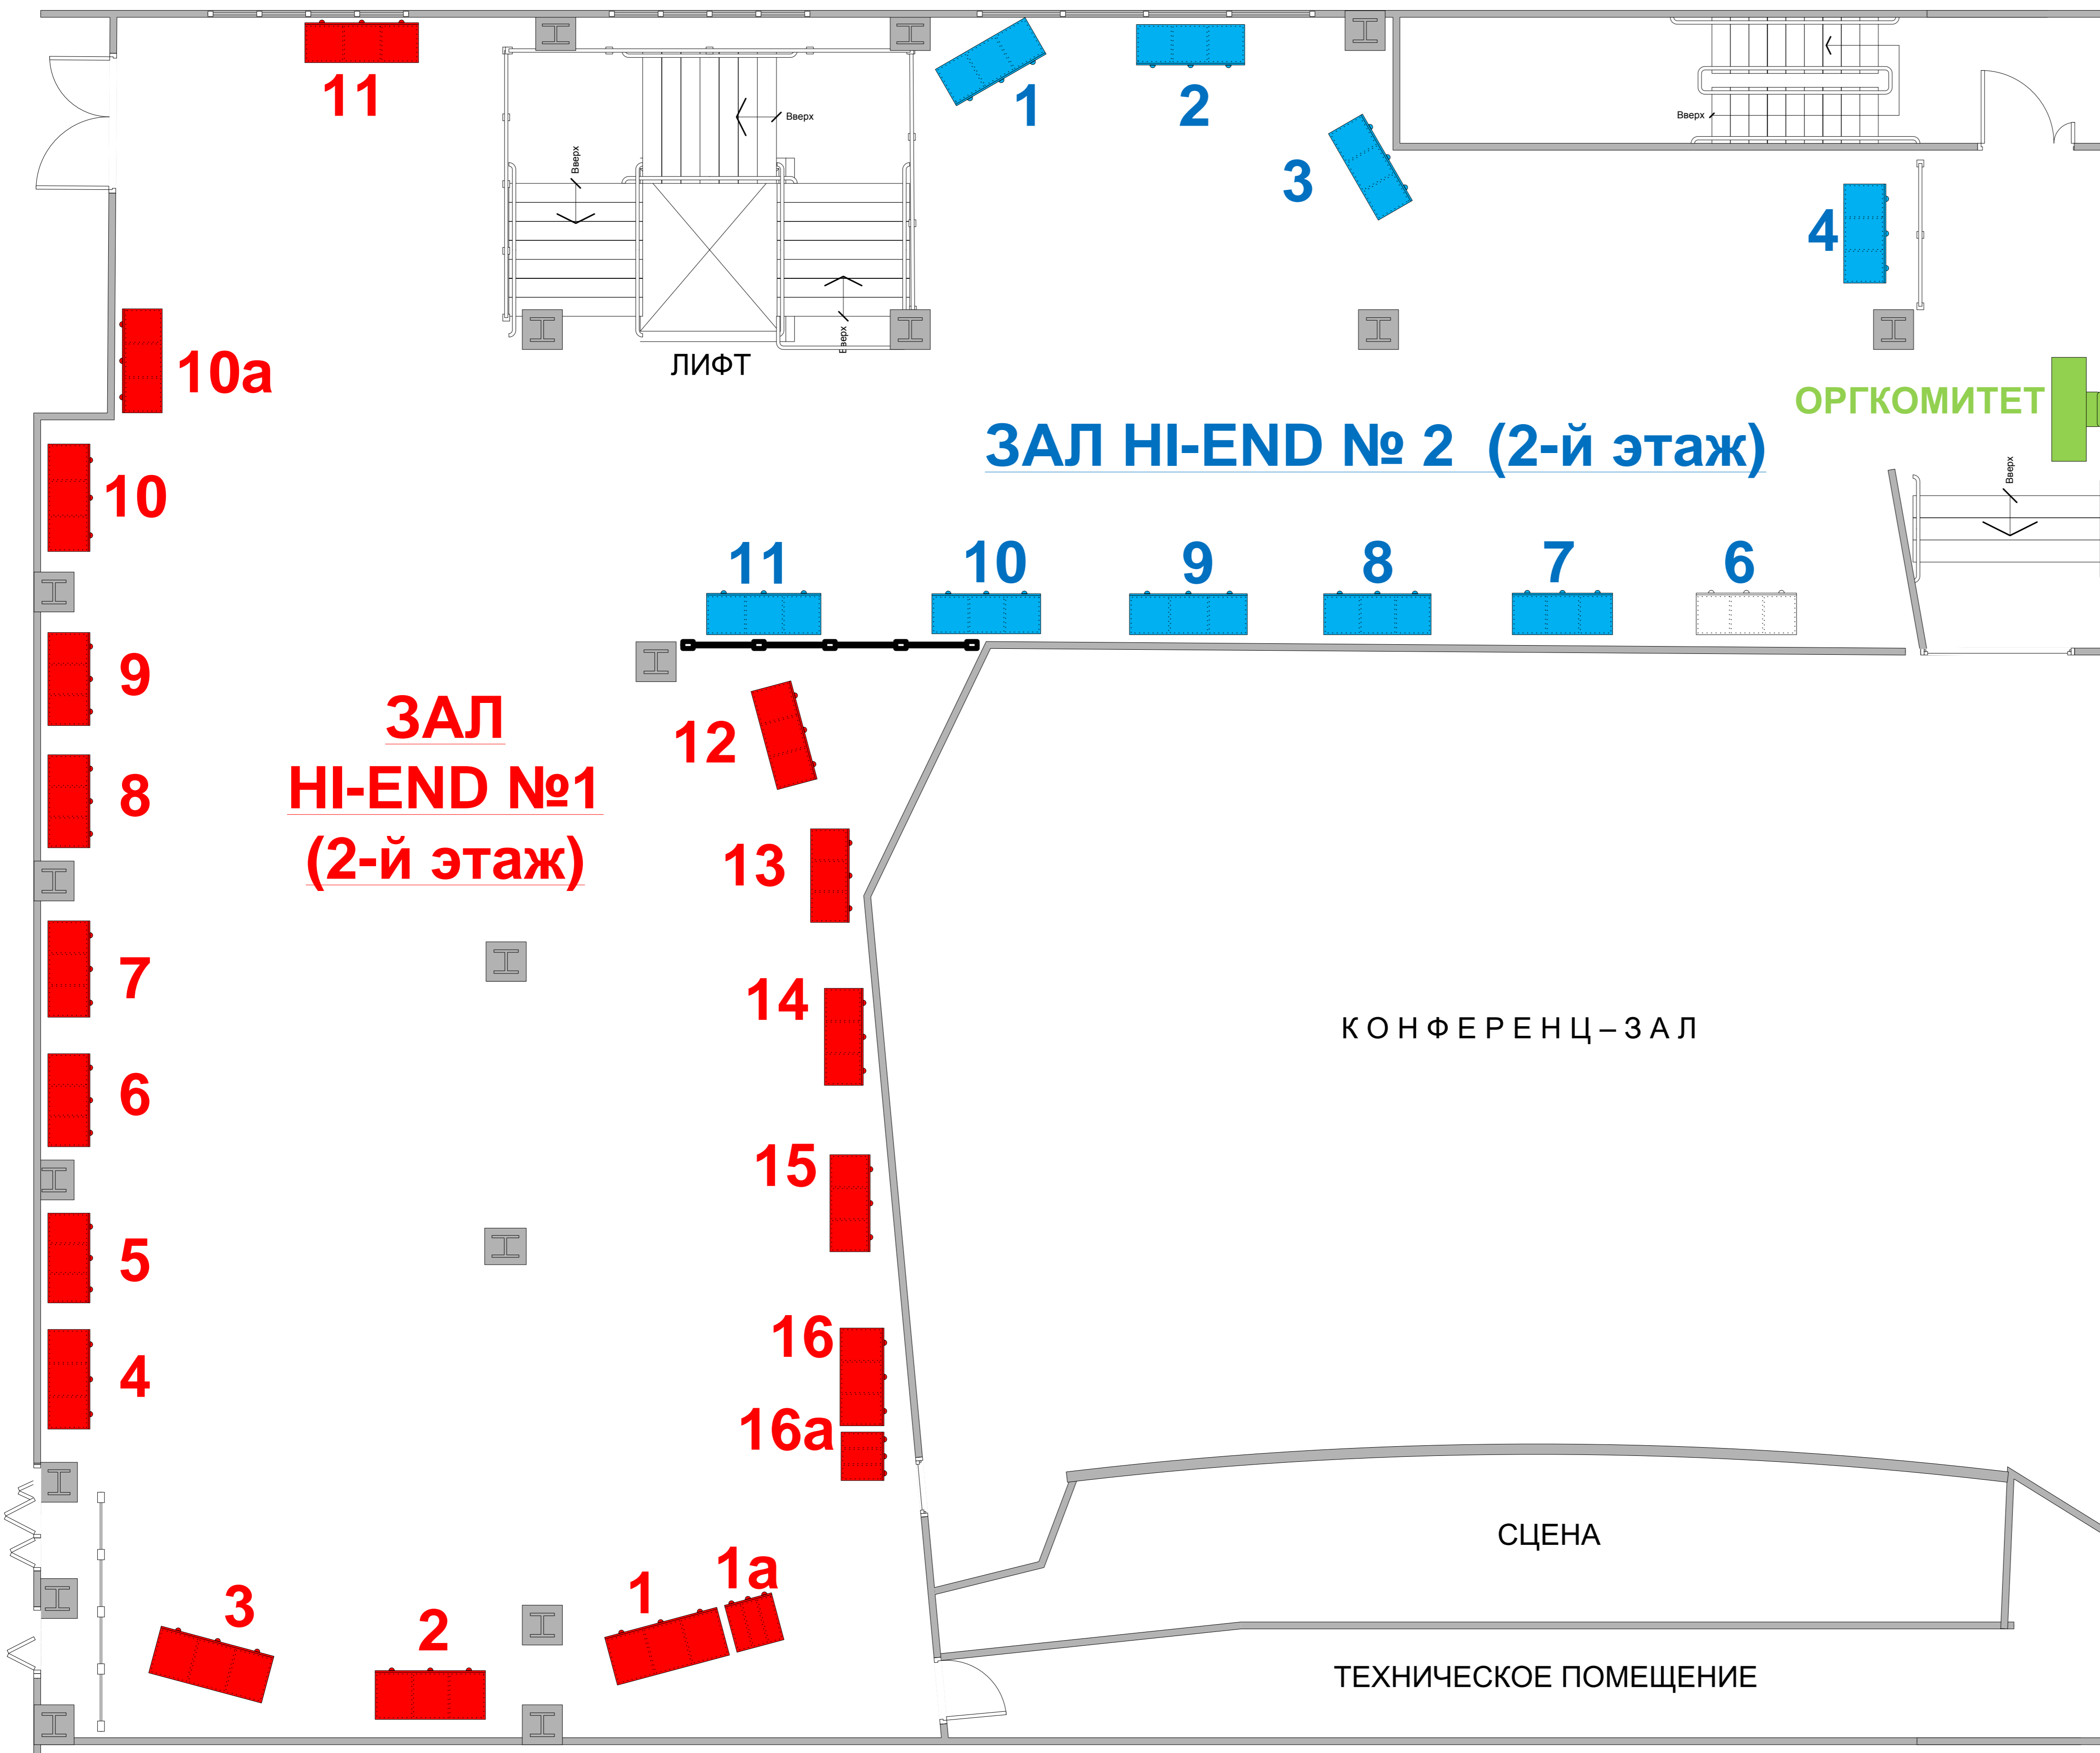 11
1
2
Вверх
Вверх
Вверх
3
4
Вверх
ЛИФТ
10а
ОРГКОМИТЕТ
ЗАЛ HI-END № 2 (2-й этаж)
Вверх
10
11
10
9
8
7
6
9
ЗАЛ
HI-END №1
(2-й этаж)
12
8
13
7
14
КОНФЕРЕНЦ–ЗАЛ
6
15
5
16
4
16а
СЦЕНА
1а
1
3
2
ТЕХНИЧЕСКОЕ ПОМЕЩЕНИЕ